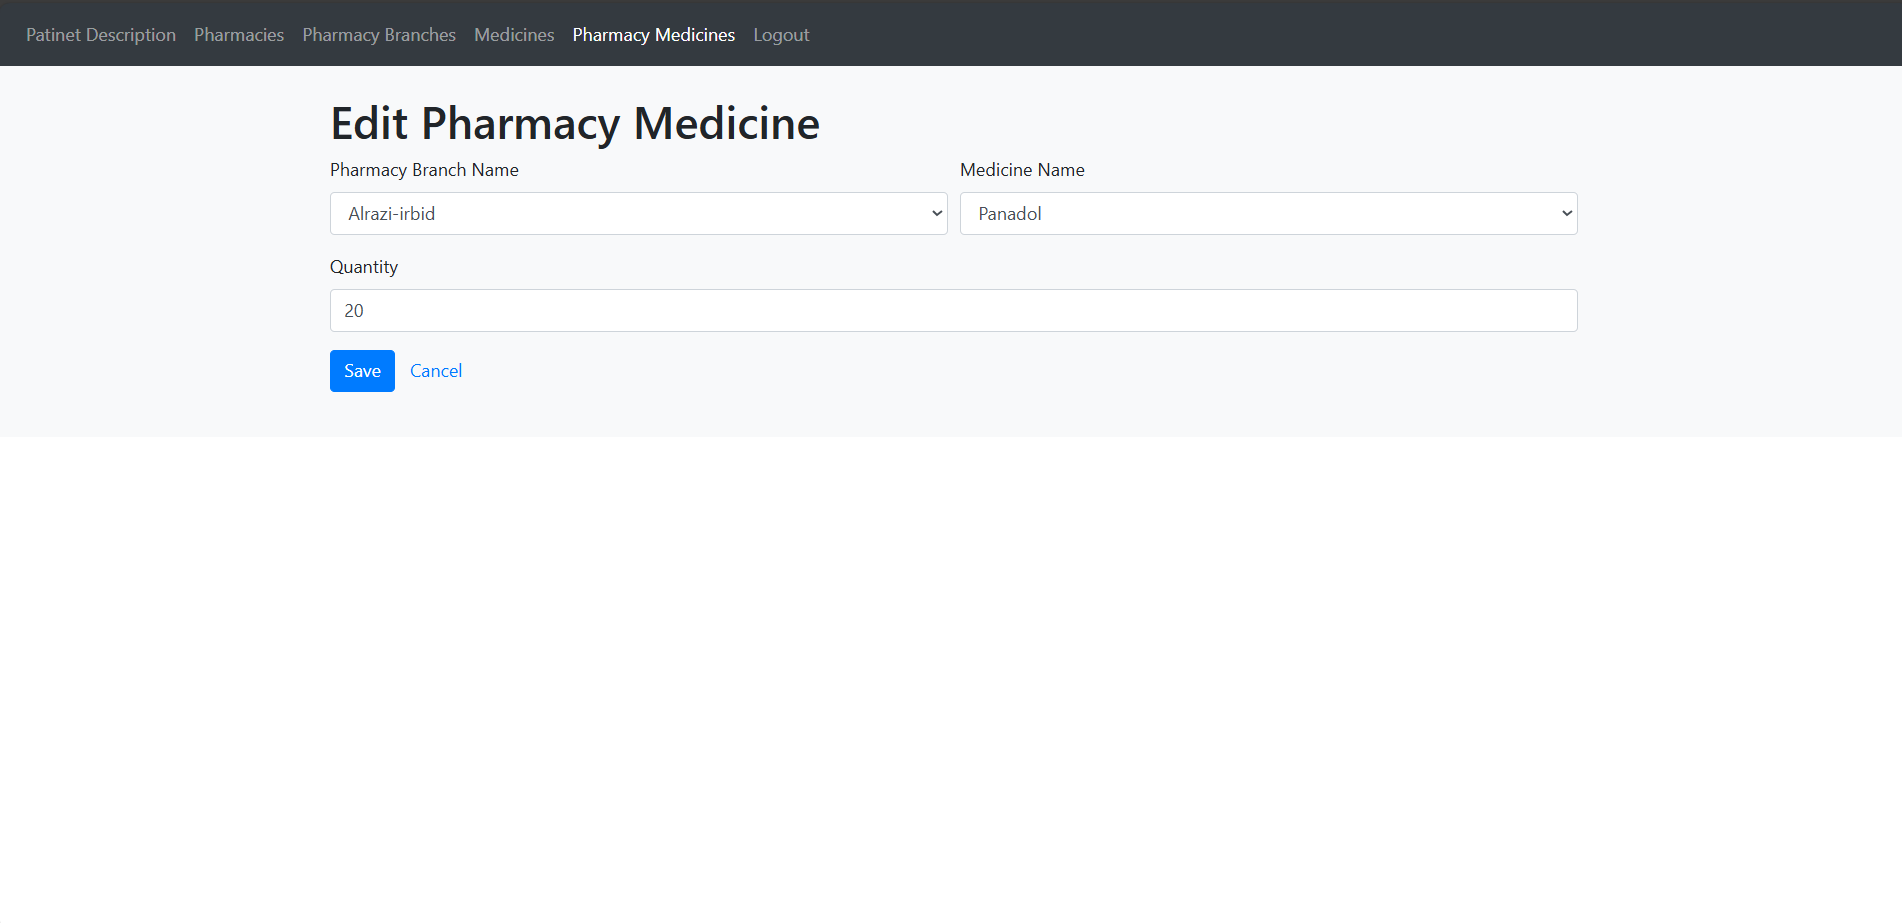 Patinet Description Pharmacies Pharmacy Branches Medicines Pharmacy Medicines Logout
Edit Pharmacy Medicine
Pharmacy Branch Name Medicine Name
Alrazi-irbid Panadol
Quantity
20
Save Cancel